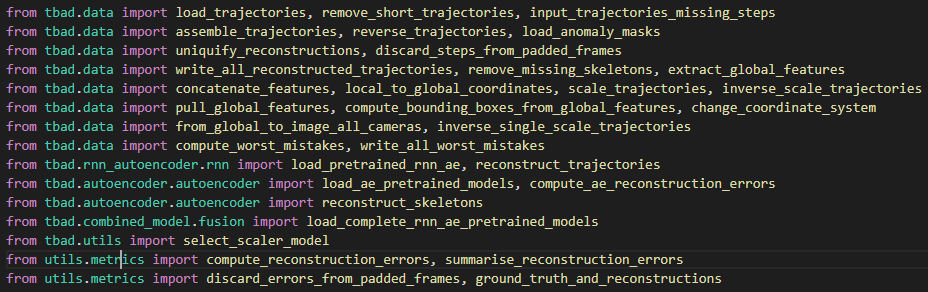 from tbad.data import load_trajectories, remove_short_trajectories, input_trajectories_missing_steps
from tbad.data import assemble_trajectories, reverse_trajectories, load_anomaly_masks
from tbad.data import uniquify_reconstructions, discard_steps_from_padded_frames
from tbad.data import write_all_reconstructed_trajectories, remove_missing_skeletons, extract_global_features
from tbad.data import concatenate_features, local_to_global_coordinates, scale_trajectories, inverse_scale_trajectories
from tbad.data import pull_global_features, compute_bounding_boxes_from_global_features, change_coordinate_system
from tbad.data import from_global_to_image_all_cameras, inverse_single_scale_trajectories
from tbad.data import compute_worst_mistakes, write_all_worst_mistakes
from tbad.rnn_autoencoder.rnn import load_pretrained_rnn_ae, reconstruct_trajectories
from tbad.autoencoder.autoencoder import load_ae_pretrained_models, compute_ae_reconstruction_errors
from tbad.autoencoder.autoencoder import reconstruct_skeletons
from tbad.combined_model.fusion import load_complete_rnn_ae_pretrained_models
from tbad.utils import select_scaler_model
from utils.metrics import compute_reconstruction_errors, summarise_reconstruction_errors
from utils.metrics import discard_errors_from_padded_frames, ground_truth_and_reconstructions